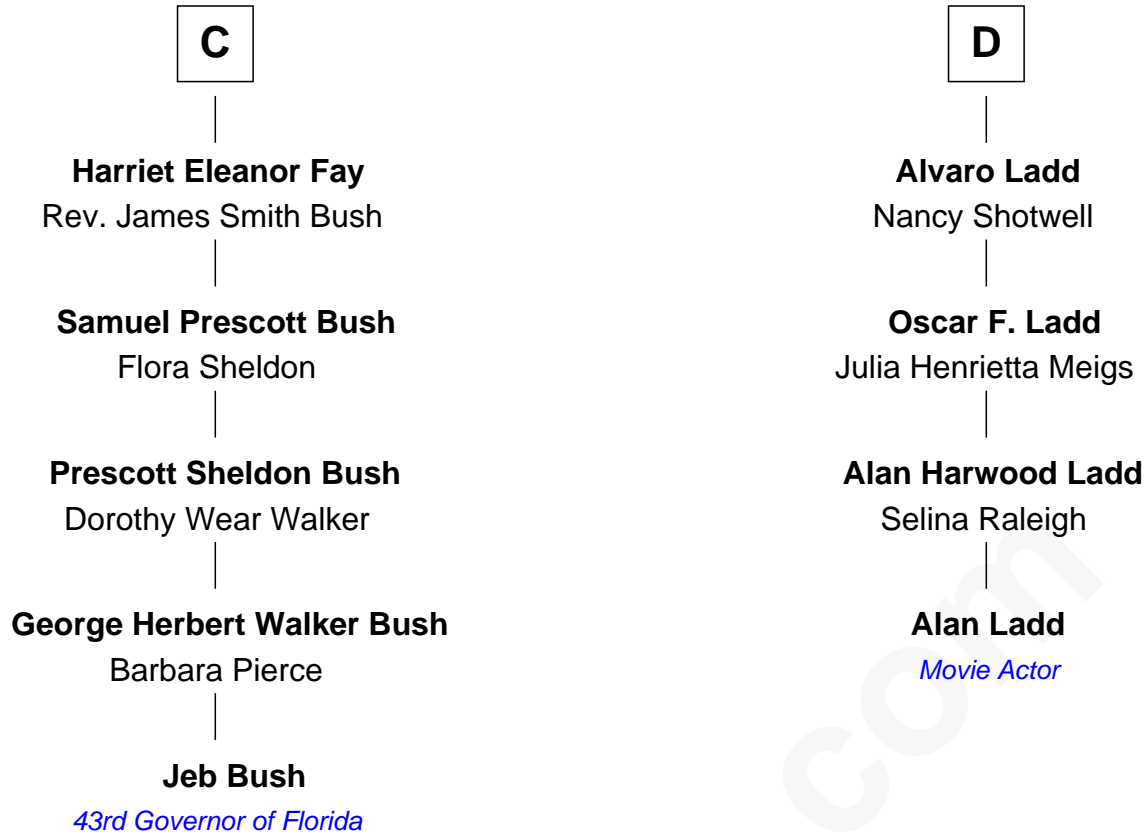 C
Harriet Eleanor Fay
Rev. James Smith Bush
Samuel Prescott Bush
Flora Sheldon
Prescott Sheldon Bush
Dorothy Wear Walker
George Herbert Walker Bush
Barbara Pierce
Jeb Bush
43rd Governor of Florida
D
Alvaro Ladd
Nancy Shotwell
Oscar F. Ladd
Julia Henrietta Meigs
Alan Harwood Ladd
Selina Raleigh
Alan Ladd
Movie Actor
com